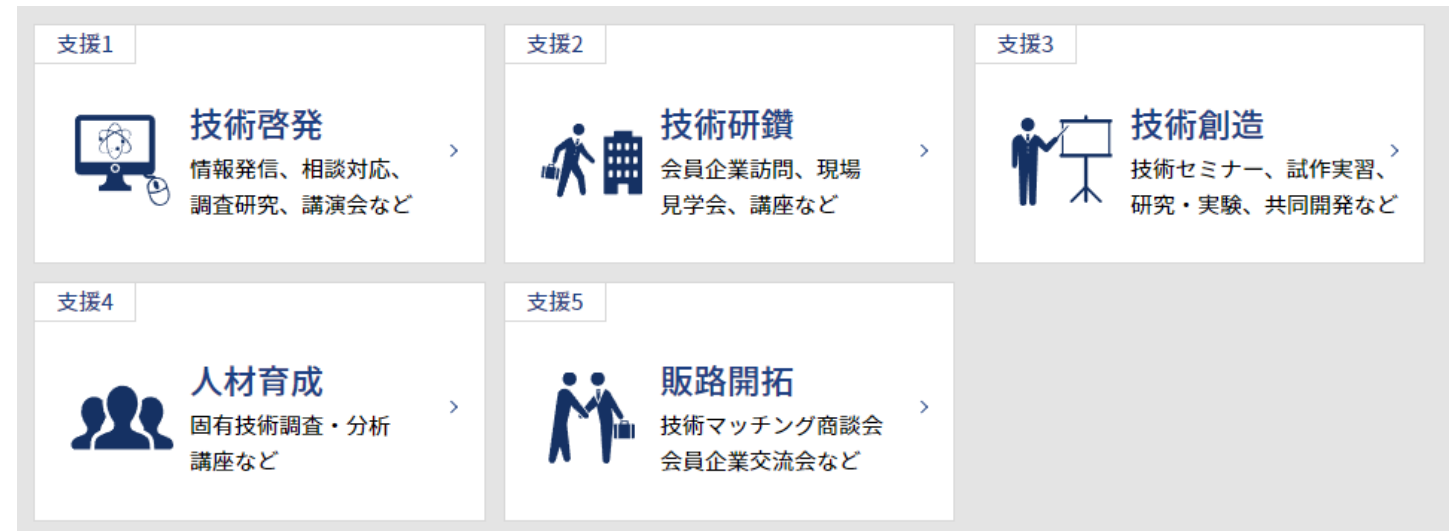 支援1
技術啓発
情報発信、相談対応、
調査研究、講演会など
支援2
技術研鑽
会員企業訪問、現場
見学会、講座など
支援3
技術創造
技術セミナー、試作実習、
研究・実験、共同開発など
支援4
人材育成
固有技術調査・分析
講座など
支援5
販路開拓
技術マッチング商談会
会員企業交流会など